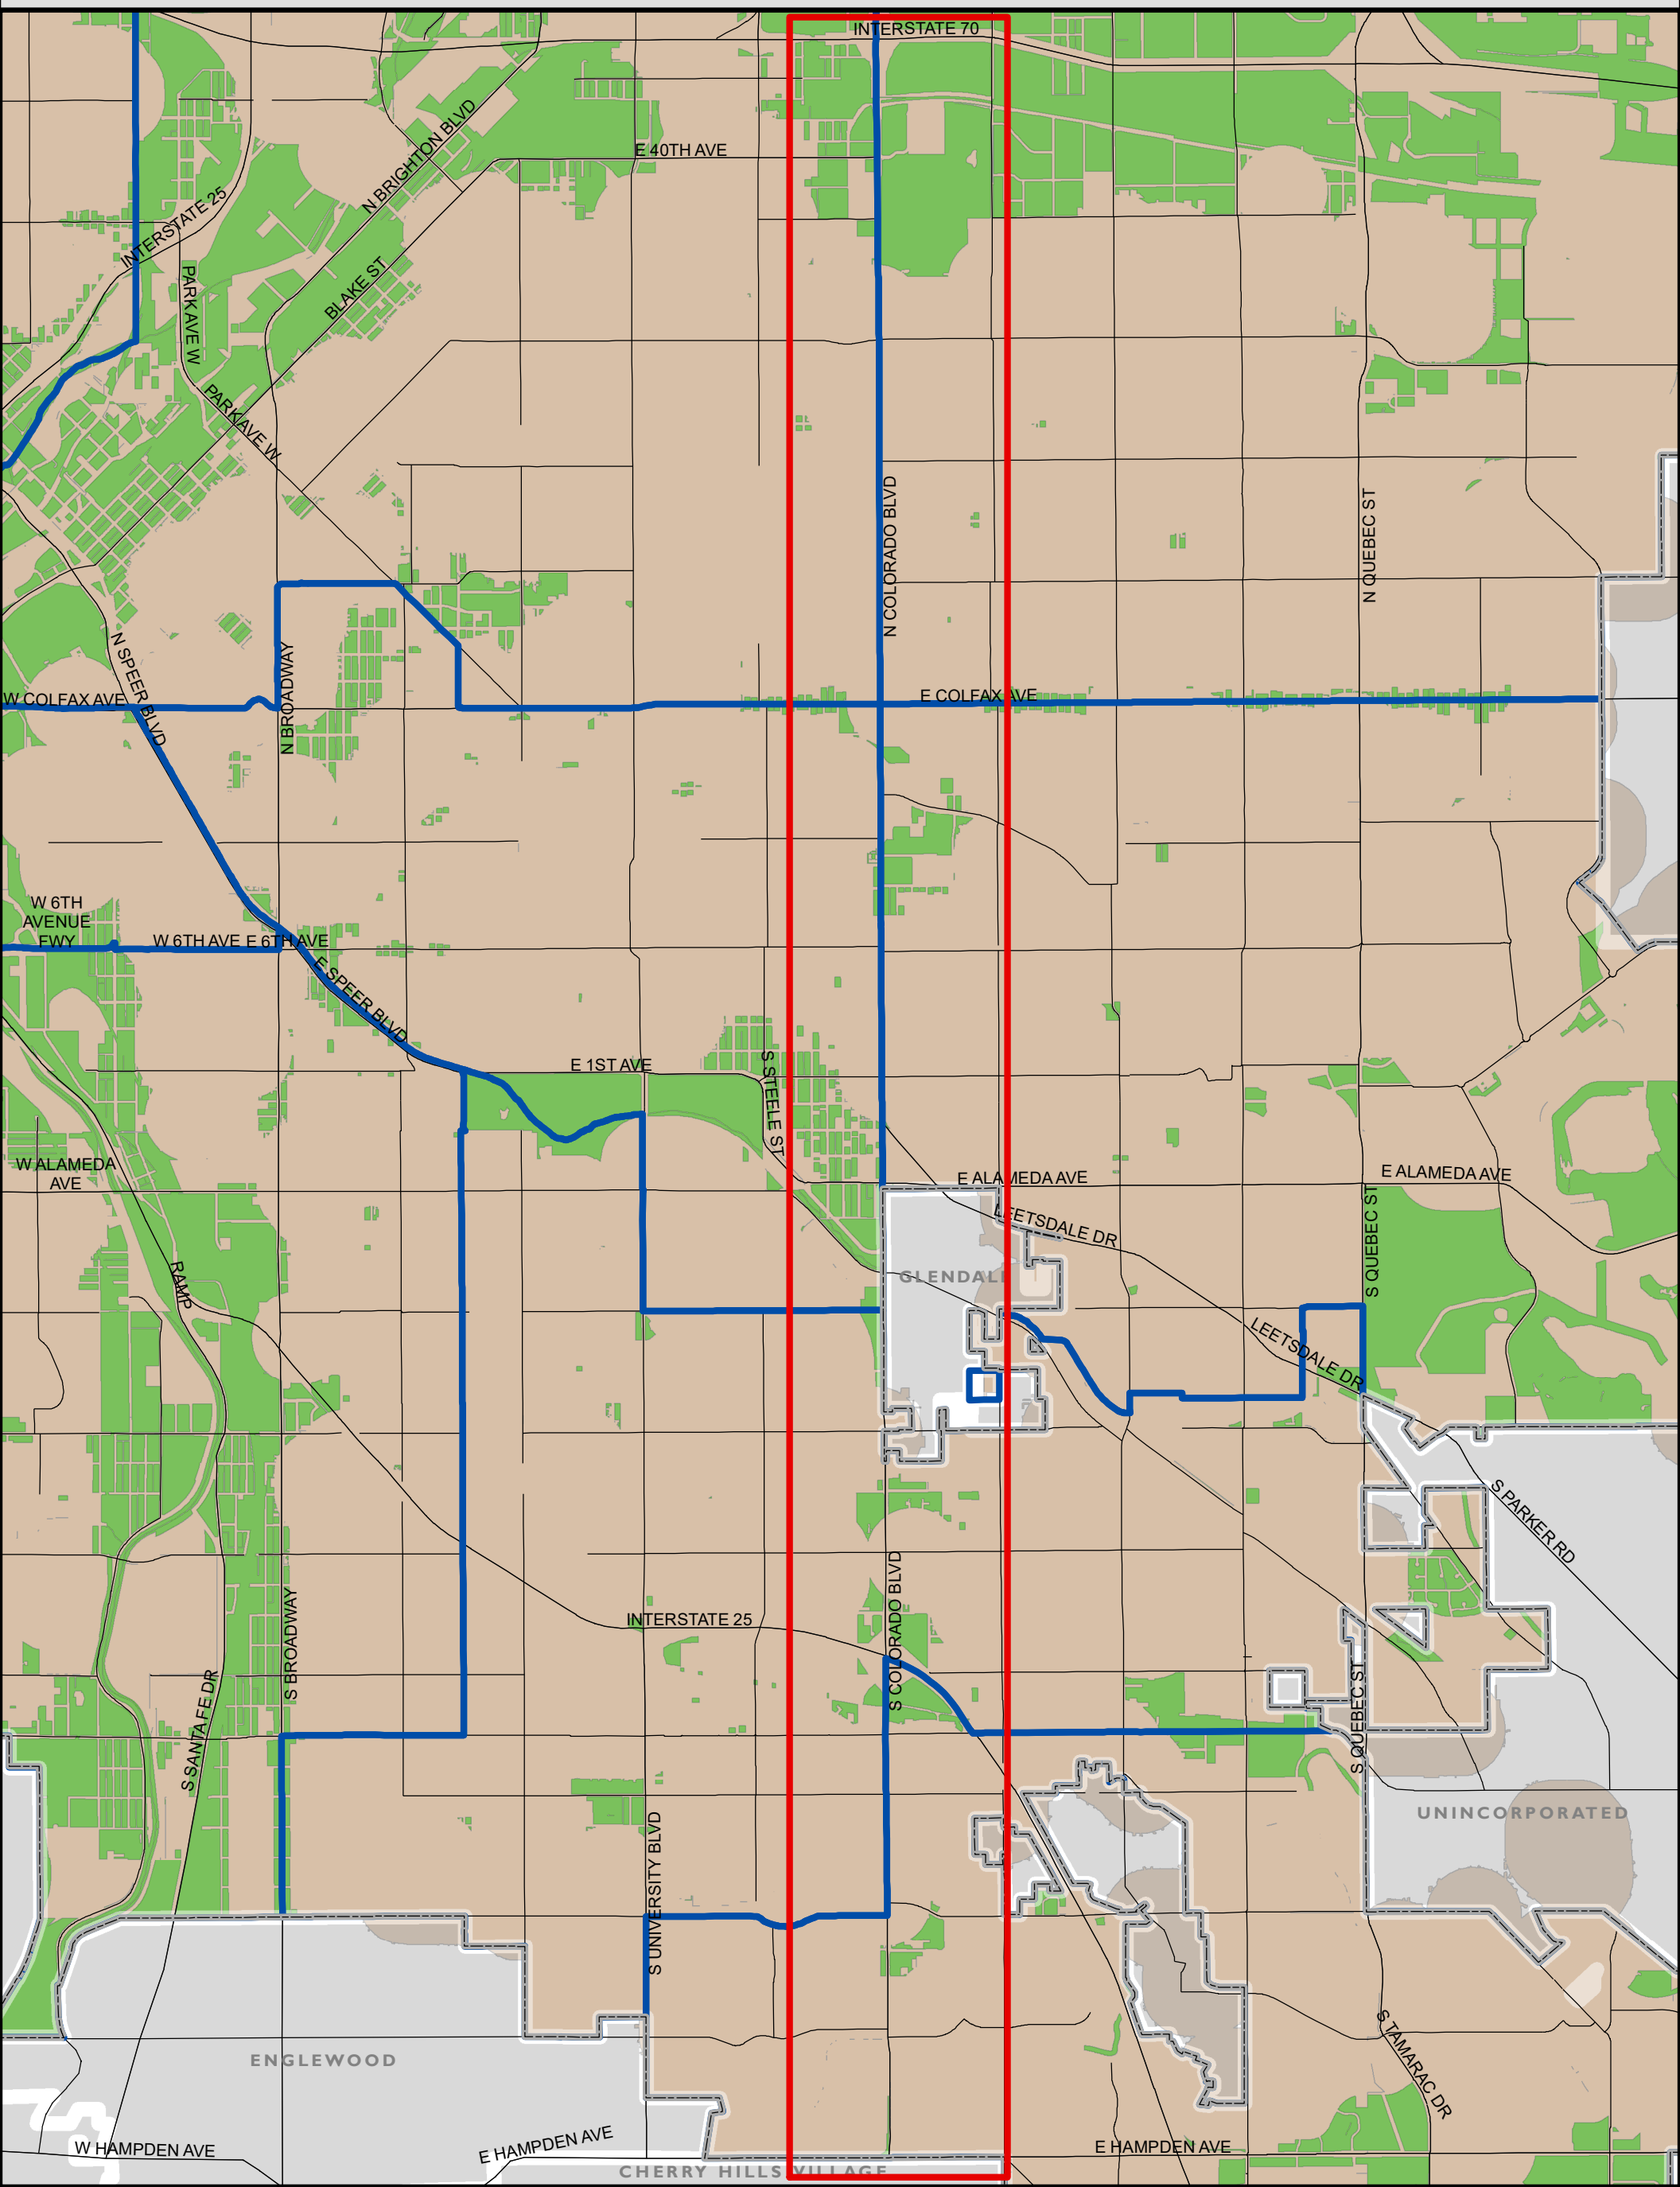 INTERSTATE 70
N BRIGHTON BLVD
E 40TH AVE
INTERSTATE 25
PARK AVE W
BLAKE ST
PARK AVE W
N COLORADO BLVD
N QUEBEC ST
N SPEER BLVD
N BROADWAY
W COLFAX AVE
E COLFAX AVE
W 6TH
AVENUE
FWY
W 6TH AVE
E 6TH AVE
E SPEER BLVD
E 1ST AVE
S STEELE ST
W ALAMEDA
AVE
E ALAMEDA AVE
E ALAMEDA AVE
LEETSDALE DR
S QUEBEC ST
RAMP
GLENDALE
LEETSDALE DR
S PARKER RD
S COLORADO BLVD
S BROADWAY
INTERSTATE 25
S SANTA FE DR
S QUEBEC ST
UNINCORPORATED
S UNIVERSITY BLVD
S TAMARAC DR
ENGLEWOOD
W HAMPDEN AVE
E HAMPDEN AVE
E HAMPDEN AVE
CHERRY HILLS VILLAGE